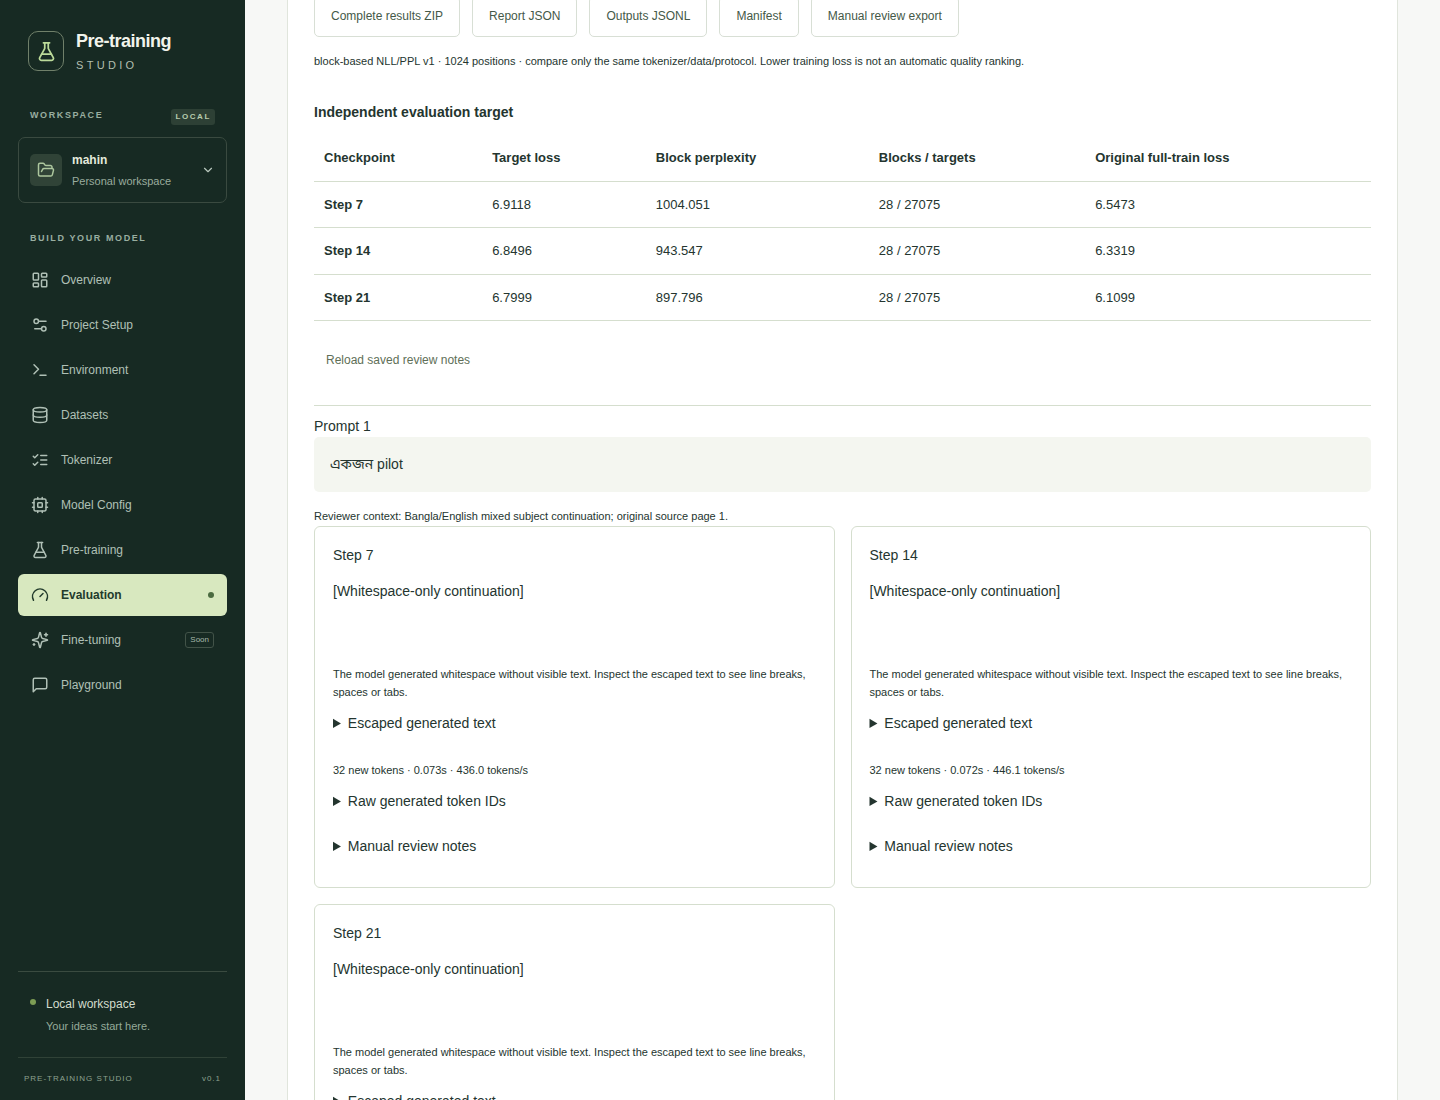 Pre-training
STUDIO
WORKSPACE
LOCAL
mahin
Personal workspace
BUILD YOUR MODEL
Overview
Project Setup
Environment
Datasets
Tokenizer
Model Config
Pre-training
Evaluation
Fine-tuning
Soon
Playground
Local workspace
Your ideas start here.
PRE-TRAINING STUDIO
v0.1
Complete results ZIP
Report JSON
Outputs JSONL
Manifest
Manual review export
block-based NLL/PPL v1 · 1024 positions · compare only the same tokenizer/data/protocol. Lower training loss is not an automatic quality ranking.
Independent evaluation target
Checkpoint Target loss Block perplexity Blocks / targets Original full-train loss
Step 7 6.9118 1004.051 28 / 27075 6.5473
Step 14 6.8496 943.547 28 / 27075 6.3319
Step 21 6.7999 897.796 28 / 27075 6.1099
Reload saved review notes
Prompt 1
একজন pilot
Reviewer context: Bangla/English mixed subject continuation; original source page 1.
Step 7
[Whitespace-only continuation]
The model generated whitespace without visible text. Inspect the escaped text to see line breaks,
spaces or tabs.
Escaped generated text
32 new tokens · 0.073s · 436.0 tokens/s
Raw generated token IDs
Manual review notes
Step 14
[Whitespace-only continuation]
The model generated whitespace without visible text. Inspect the escaped text to see line breaks,
spaces or tabs.
Escaped generated text
32 new tokens · 0.072s · 446.1 tokens/s
Raw generated token IDs
Manual review notes
Step 21
[Whitespace-only continuation]
The model generated whitespace without visible text. Inspect the escaped text to see line breaks,
spaces or tabs.
Escaped generated text